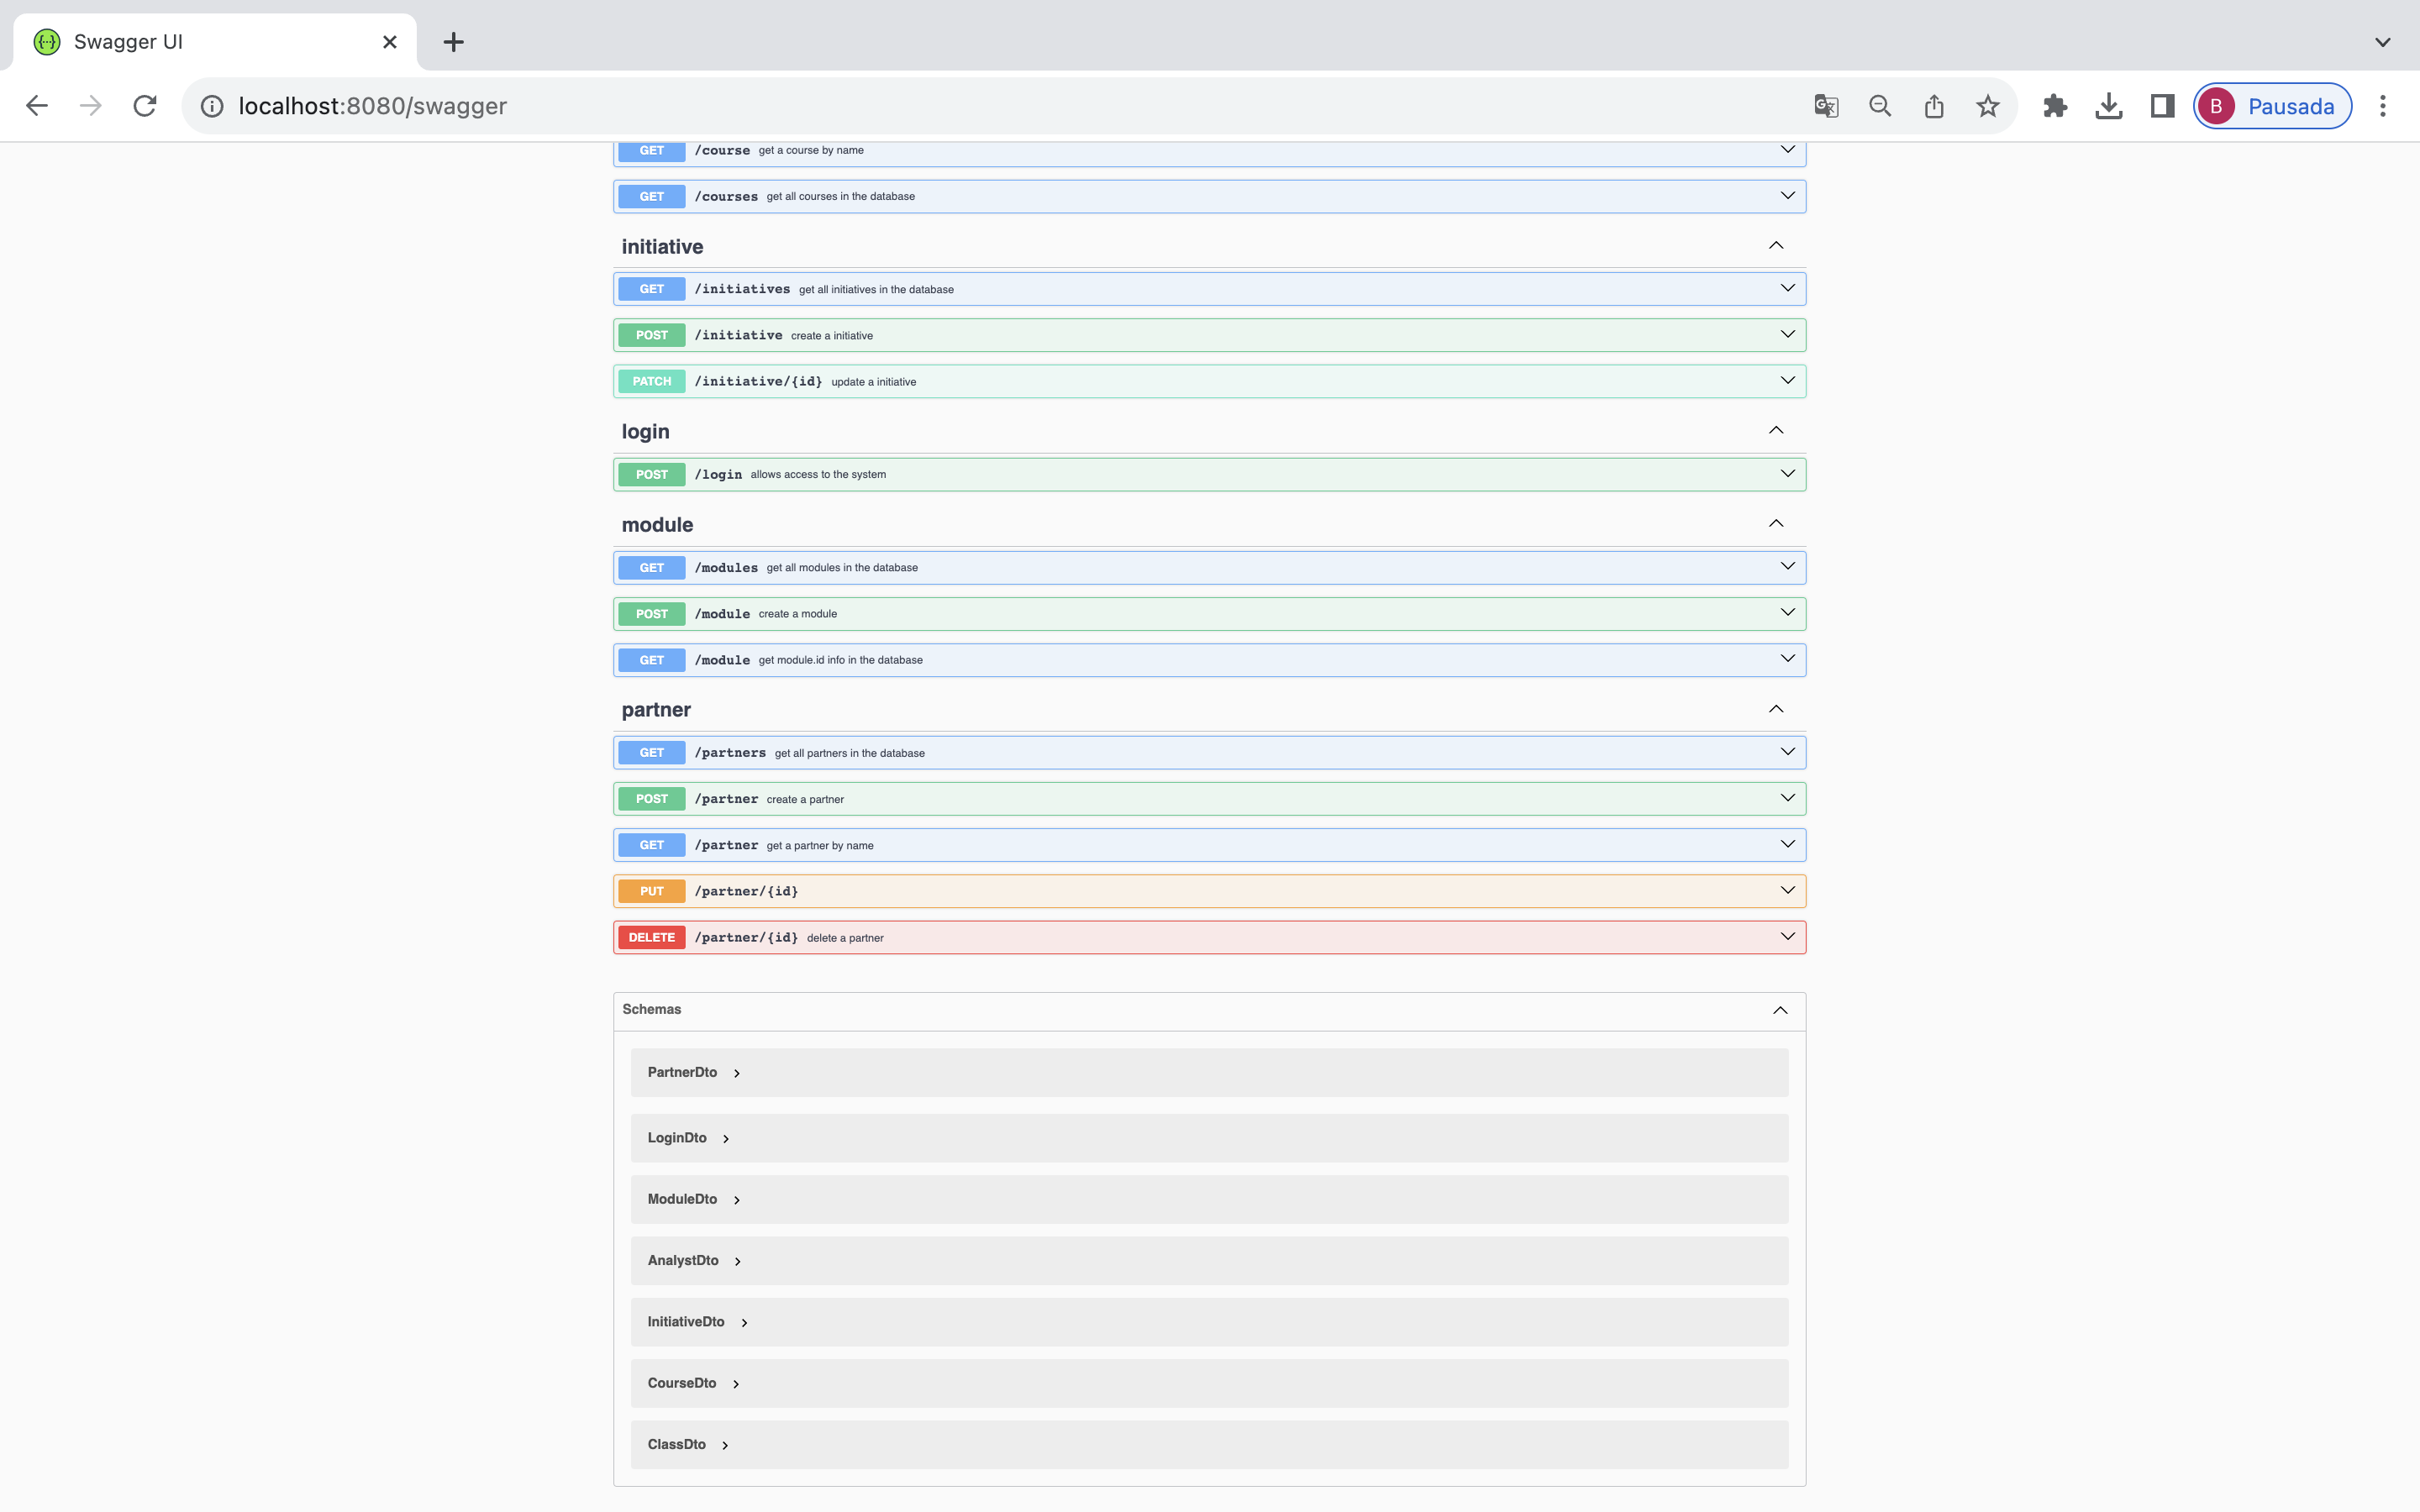 Swagger UI
localhost:8080/swagger
B Pausada
GET /course get a course by name
GET /courses get all courses in the database
initiative
GET /initiatives get all initiatives in the database
POST /initiative create a initiative
PATCH /initiative/{id} update a initiative
login
POST /login allows access to the system
module
GET /modules get all modules in the database
POST /module create a module
GET /module get module.id info in the database
partner
GET /partners get all partners in the database
POST /partner create a partner
GET /partner get a partner by name
PUT /partner/{id}
DELETE /partner/{id} delete a partner
Schemas
PartnerDto
LoginDto
ModuleDto
AnalystDto
InitiativeDto
CourseDto
ClassDto